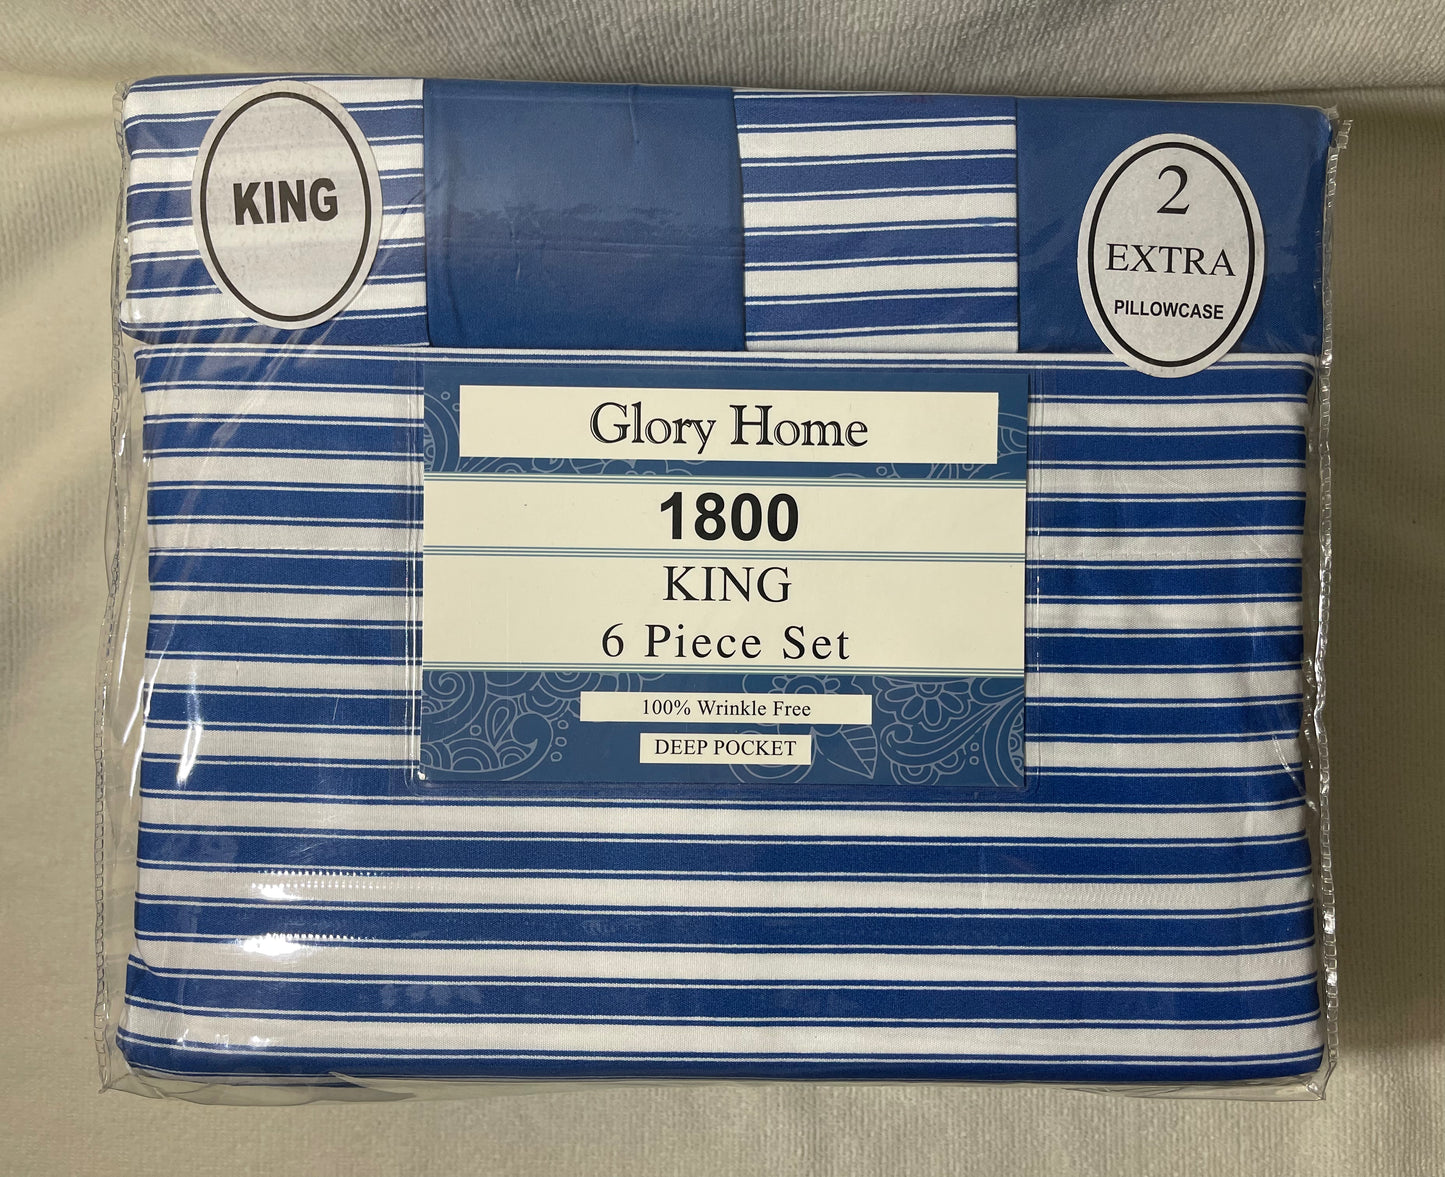 KING
2
EXTRA
PILLOWCASE
Glory Home
1800
KING
6 Piece Set
100% Wrinkle Free
DEEP POCKET